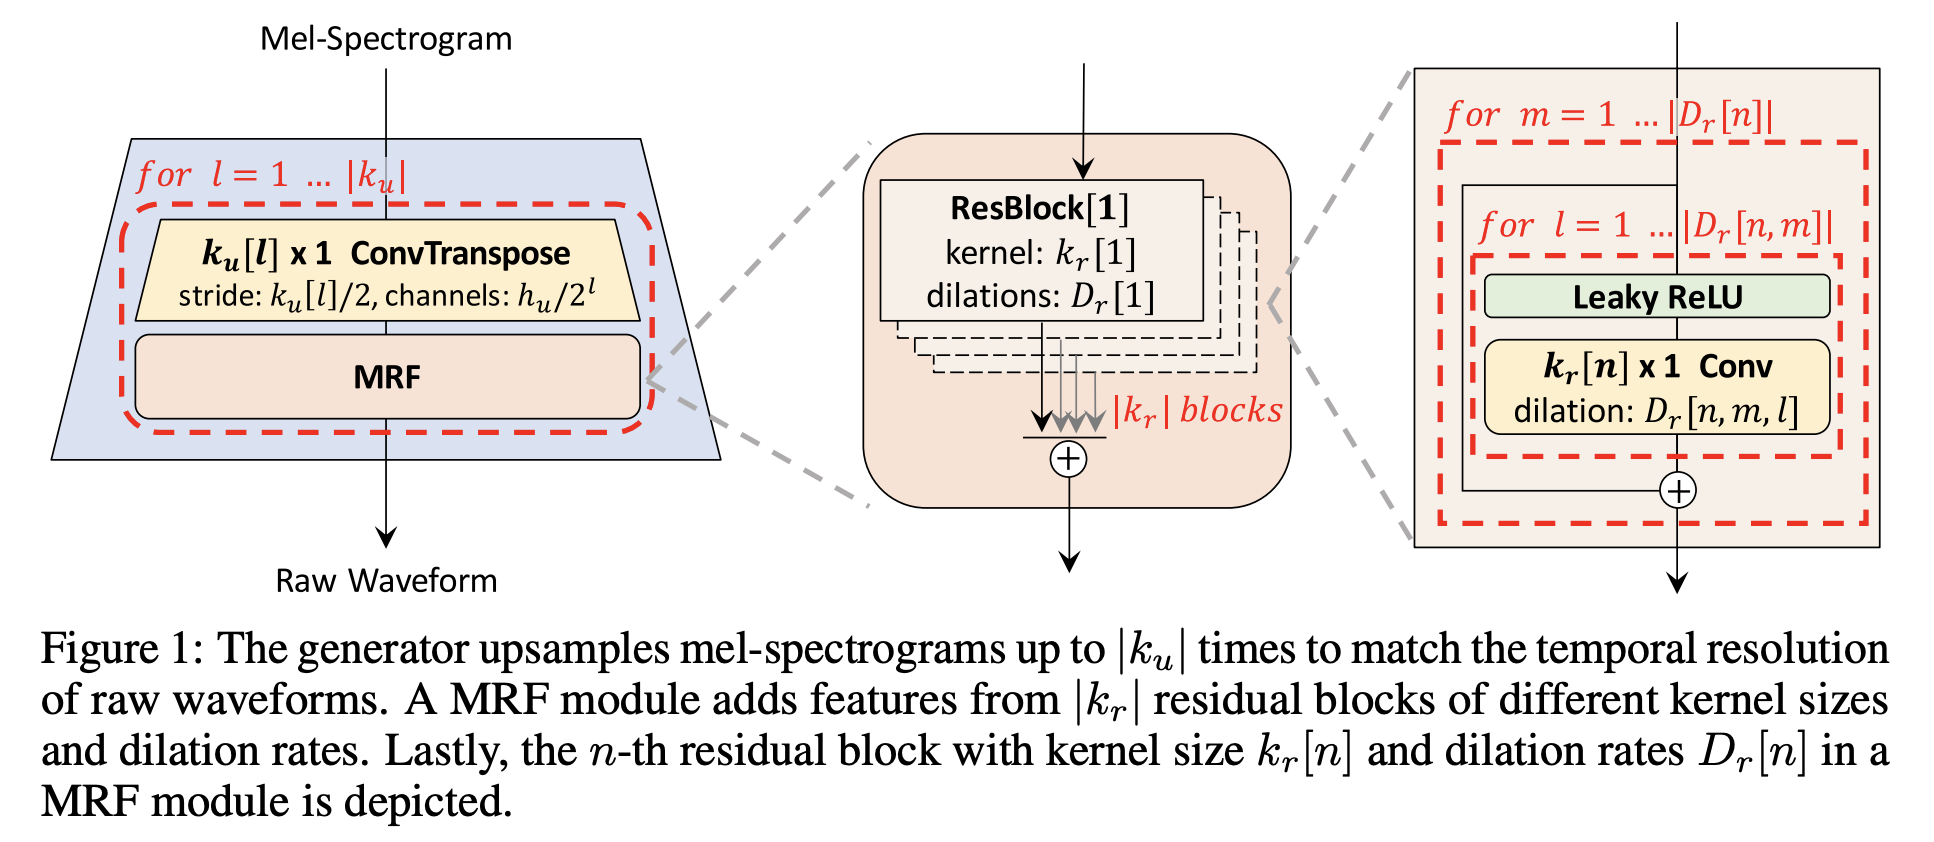 Mel-Spectrogram
for l = 1 ... |k_u|
k_u[l] x 1 ConvTranspose
stride: k_u[l]/2, channels: h_u/2^l
MRF
Raw Waveform
ResBlock[1]
kernel: k_r[1]
dilations: D_r[1]
|k_r| blocks
+
for m = 1 ...|D_r[n]|
for l = 1 ...|D_r[n,m]|
Leaky ReLU
k_r[n] x 1 Conv
dilation: D_r[n,m,l]
+
Figure 1: The generator upsamples mel-spectrograms up to |k_u| times to match the temporal resolution
of raw waveforms. A MRF module adds features from |k_r| residual blocks of different kernel sizes
and dilation rates. Lastly, the n-th residual block with kernel size k_r[n] and dilation rates D_r[n] in a
MRF module is depicted.